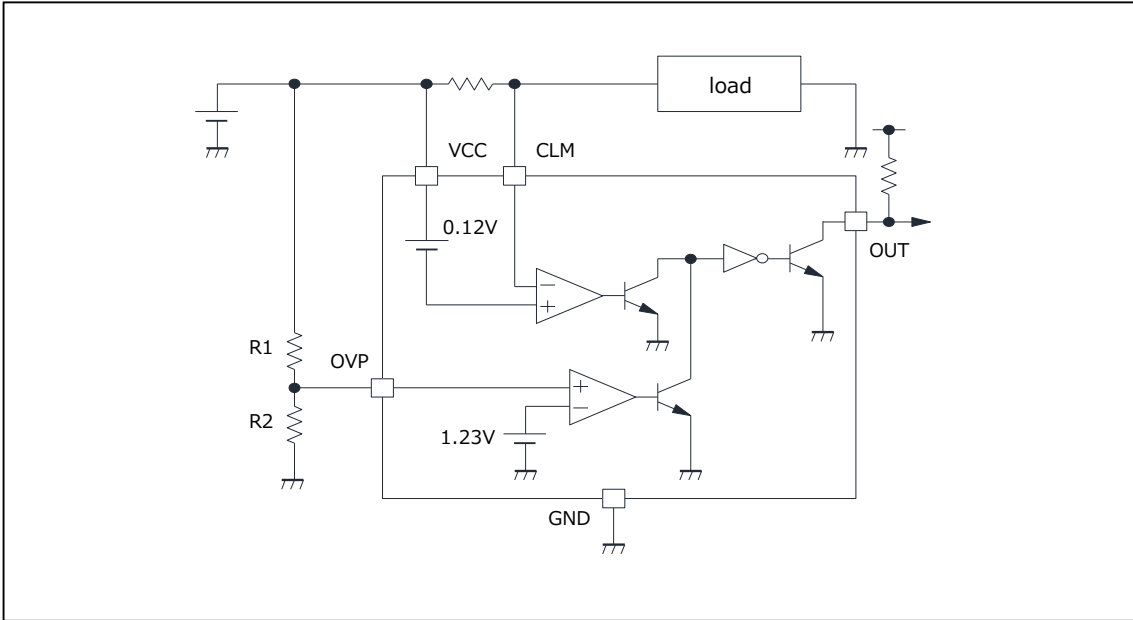 load
VCC
CLM
0.12V
OUT
R1
OVP
R2
1.23V
GND